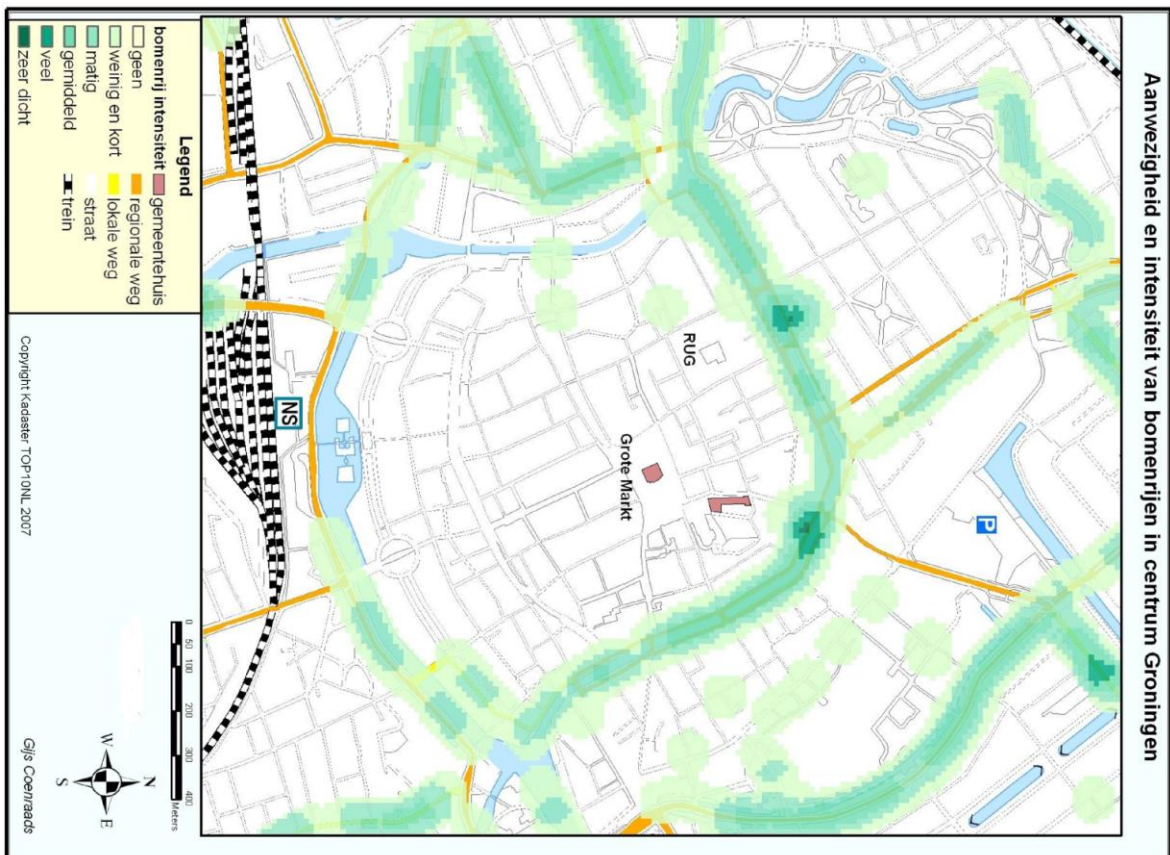 Aanwezigheid en intensiteit van bomenrijen in centrum Groningen
P
RUG
Grote Markt
NS
Legend
bomenrij intensiteit
geen
weinig en kort
matig
gemiddeld
veel
zeer dicht
gemeentehuis
regionale weg
lokale weg
straat
trein
Copyright Kadaster TOP10NL 2007
0 50 100 200 300 400
Meters
N
W
E
S
Gijs Coenraads